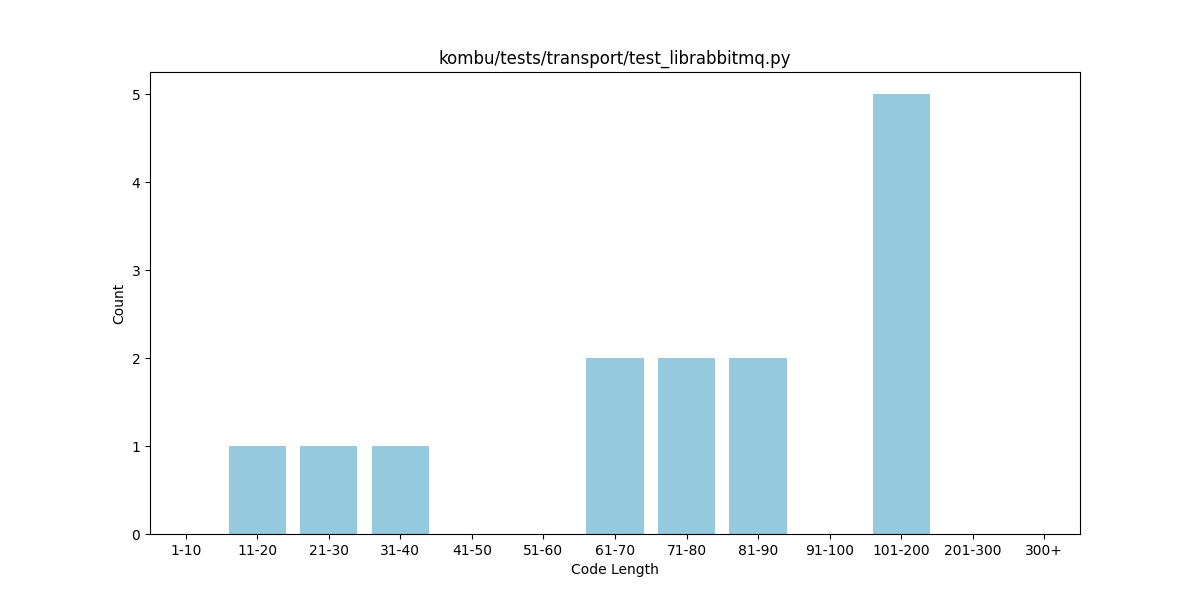 kombu/tests/transport/test_librabbitmq.py
5
4
3
2
1
0
Count
1-10 11-20 21-30 31-40 41-50 51-60 61-70 71-80 81-90 91-100 101-200 201-300 300+
Code Length